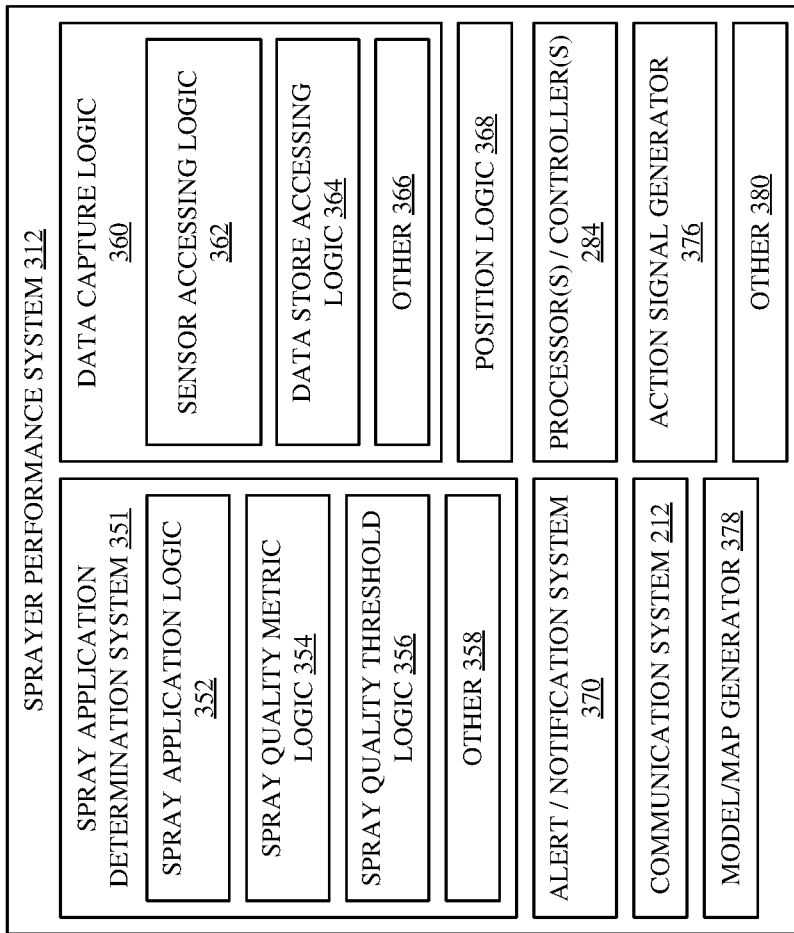 SPRAYER PERFORMANCE SYSTEM 312
SPRAY APPLICATION
DETERMINATION SYSTEM 351
SPRAY APPLICATION LOGIC
352
SPRAY QUALITY METRIC
LOGIC 354
SPRAY QUALITY THRESHOLD
LOGIC 356
OTHER 358
ALERT / NOTIFICATION SYSTEM
370
COMMUNICATION SYSTEM 212
MODEL/MAP GENERATOR 378
DATA CAPTURE LOGIC
360
SENSOR ACCESSING LOGIC
362
DATA STORE ACCESSING
LOGIC 364
OTHER 366
POSITION LOGIC 368
PROCESSOR(S) / CONTROLLER(S)
284
ACTION SIGNAL GENERATOR
376
OTHER 380